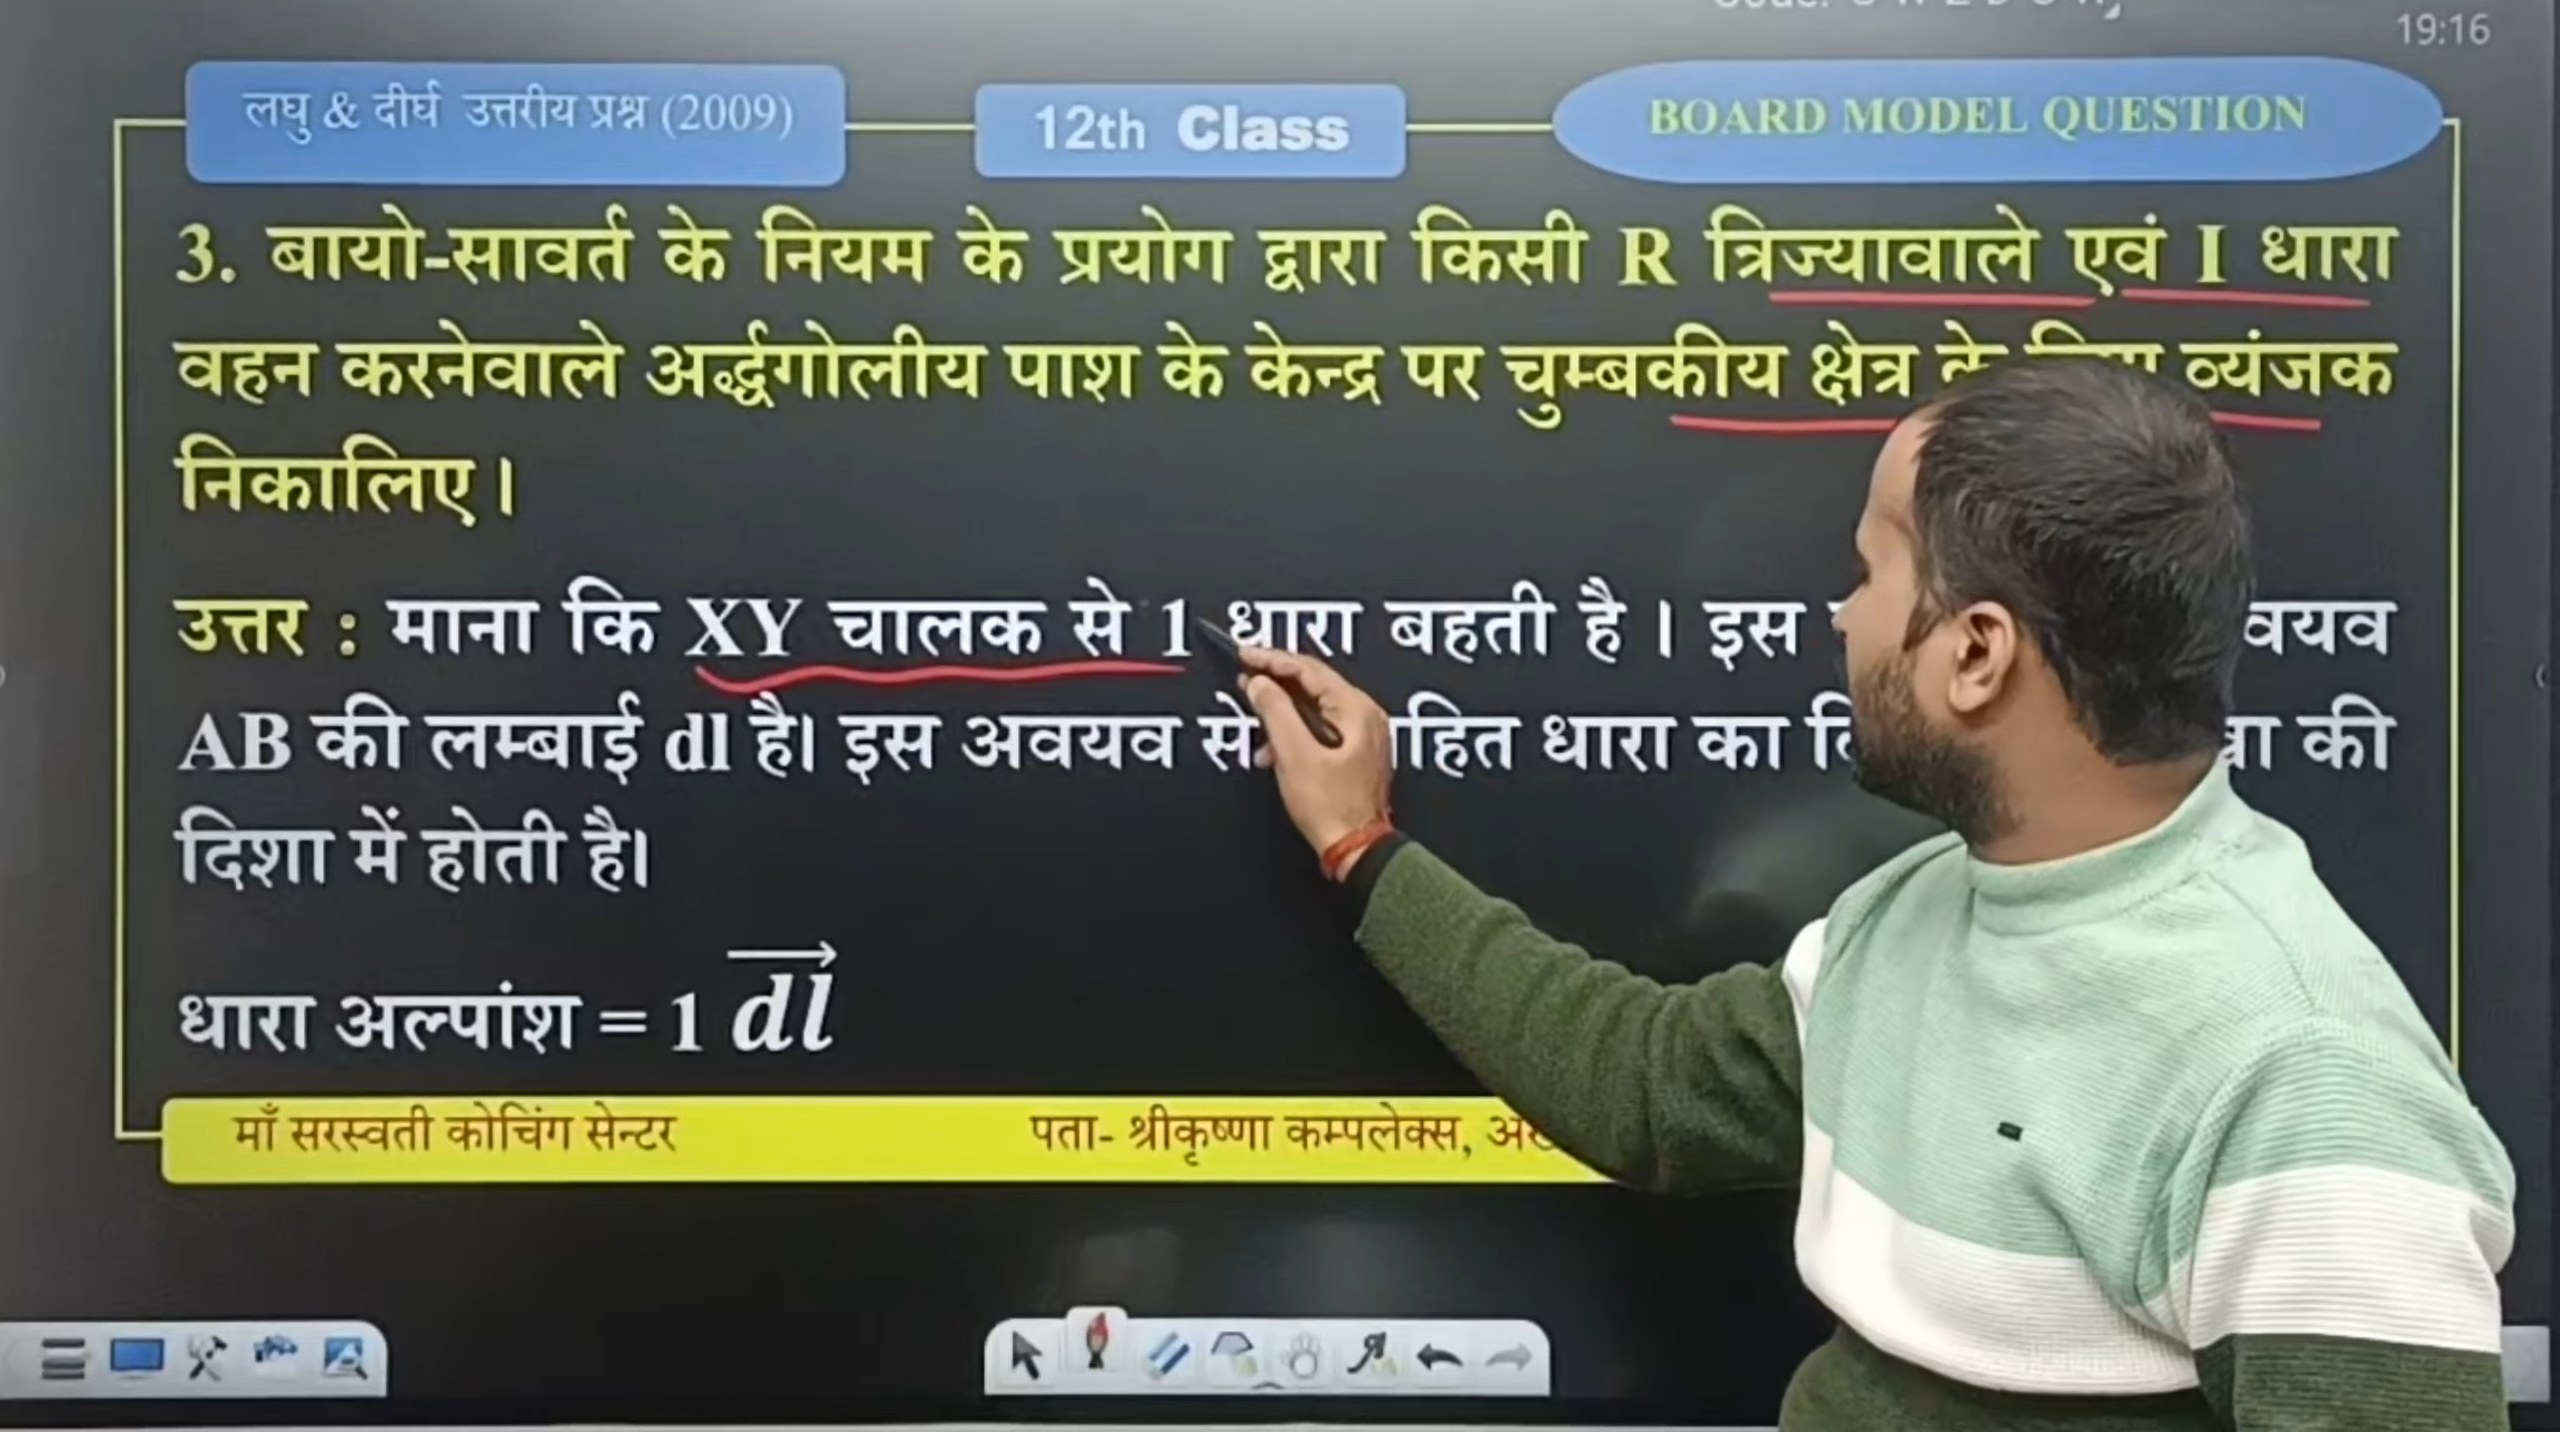 19:16
लघु & दीर्घ उत्तरीय प्रश्न (2009)
12th Class
BOARD MODEL QUESTION
3. बायो-सावर्त के नियम के प्रयोग द्वारा किसी R त्रिज्यावाले एवं I धारा
वहन करनेवाले अर्द्धगोलीय पाश के केन्द्र पर चुम्बकीय क्षेत्र के व्यंजक
निकालिए।
उत्तर : माना कि XY चालक से 1 धारा बहती है। इस
AB की लम्बाई dl है। इस अवयव से धारा का की
दिशा में होती है।
धारा अल्पांश = 1 \overrightarrow{dl}
माँ सरस्वती कोचिंग सेन्टर
पता- श्रीकृष्णा कम्पलेक्स,